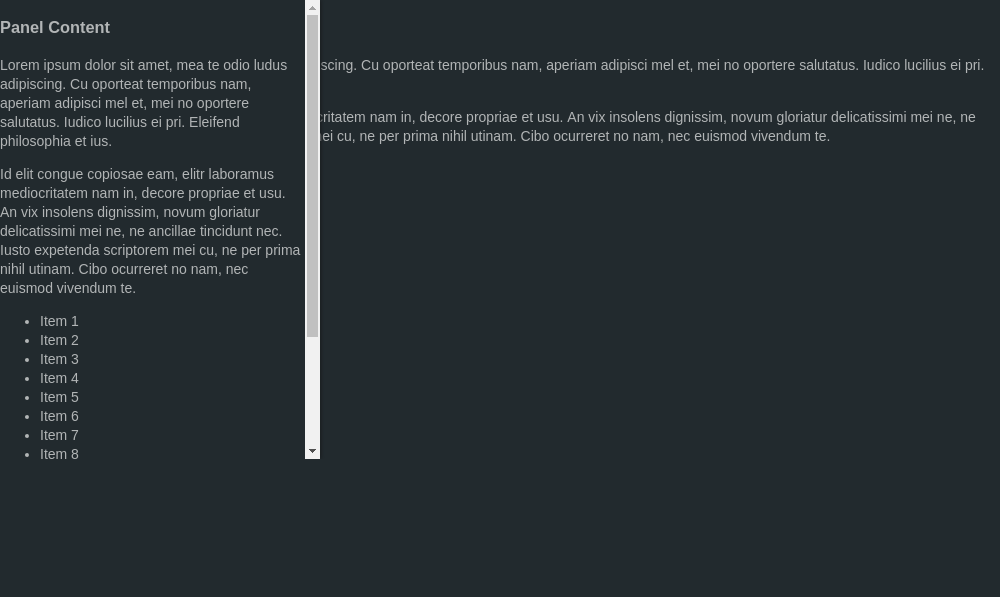 Panel Content
Lorem ipsum dolor sit amet, mea te odio ludus
adipiscing. Cu oporteat temporibus nam,
aperiam adipisci mel et, mei no oportere
salutatus. Iudico lucilius ei pri. Eleifend
philosophia et ius.
Id elit congue copiosae eam, elitr laboramus
mediocritatem nam in, decore propriae et usu.
An vix insolens dignissim, novum gloriatur
delicatissimi mei ne, ne ancillae tincidunt nec.
Iusto expetenda scriptorem mei cu, ne per prima
nihil utinam. Cibo ocurreret no nam, nec
euismod vivendum te.
• Item 1
• Item 2
• Item 3
• Item 4
• Item 5
• Item 6
• Item 7
• Item 8
scing. Cu oporteat temporibus nam, aperiam adipisci mel et, mei no oportere salutatus. Iudico lucilius ei pri.
critatem nam in, decore propriae et usu. An vix insolens dignissim, novum gloriatur delicatissimi mei ne, ne
ei cu, ne per prima nihil utinam. Cibo ocurreret no nam, nec euismod vivendum te.